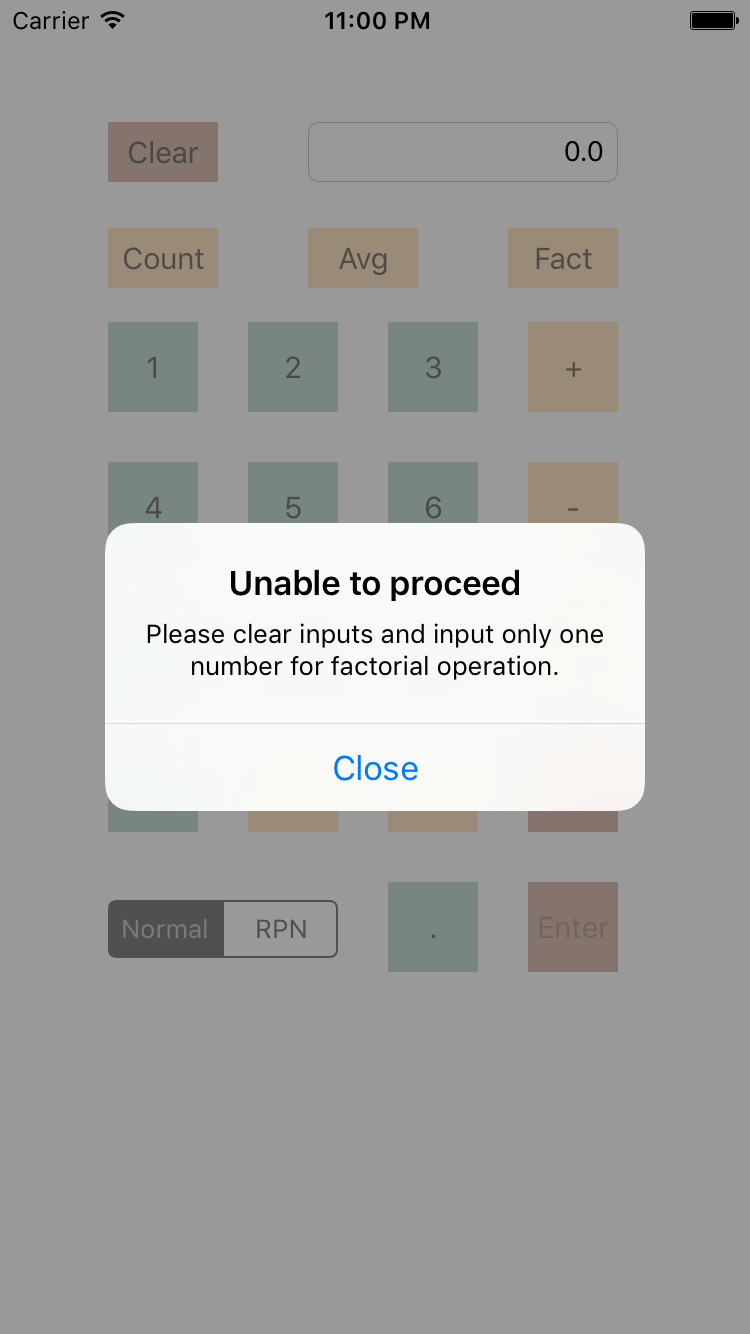 Carrier 11:00 PM
Clear 0.0
Count Avg Fact
1 2 3 +
4 5 6 -
Unable to proceed
Please clear inputs and input only one
number for factorial operation.
Close
Normal RPN . Enter